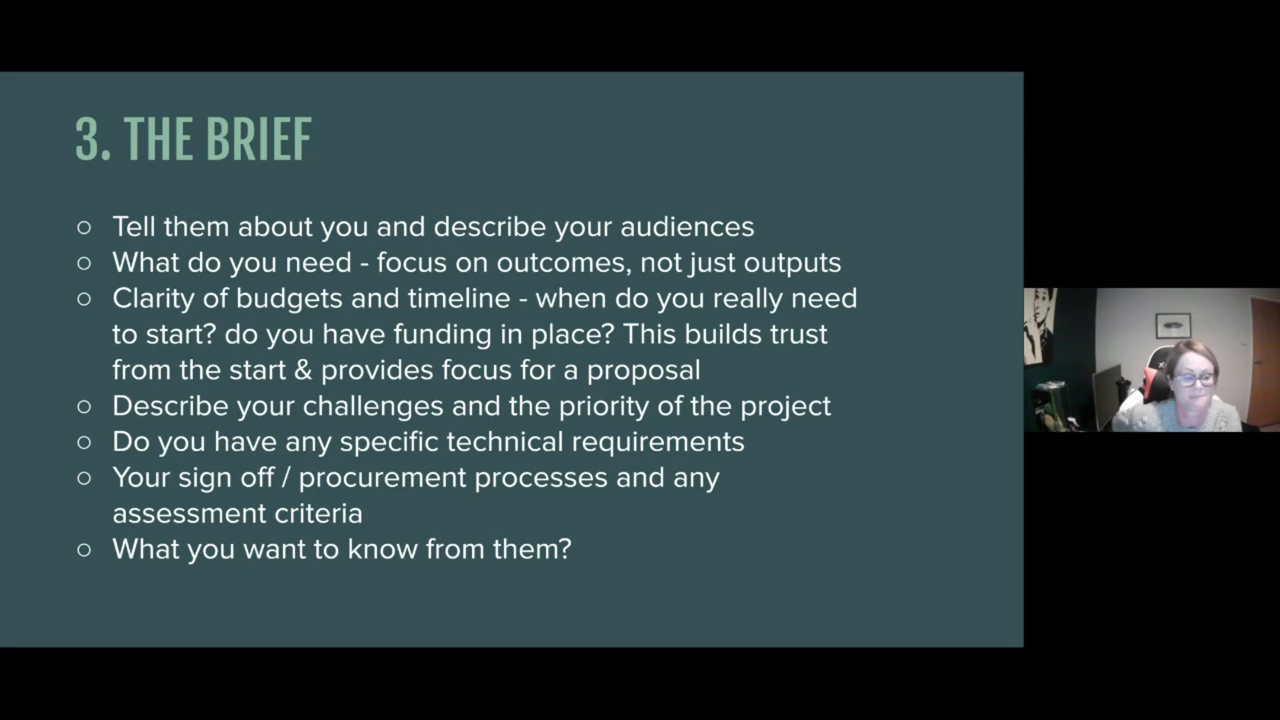 3. THE BRIEF
○ Tell them about you and describe your audiences
○ What do you need - focus on outcomes, not just outputs
○ Clarity of budgets and timeline - when do you really need
to start? do you have funding in place? This builds trust
from the start & provides focus for a proposal
○ Describe your challenges and the priority of the project
○ Do you have any specific technical requirements
○ Your sign off / procurement processes and any
assessment criteria
○ What you want to know from them?